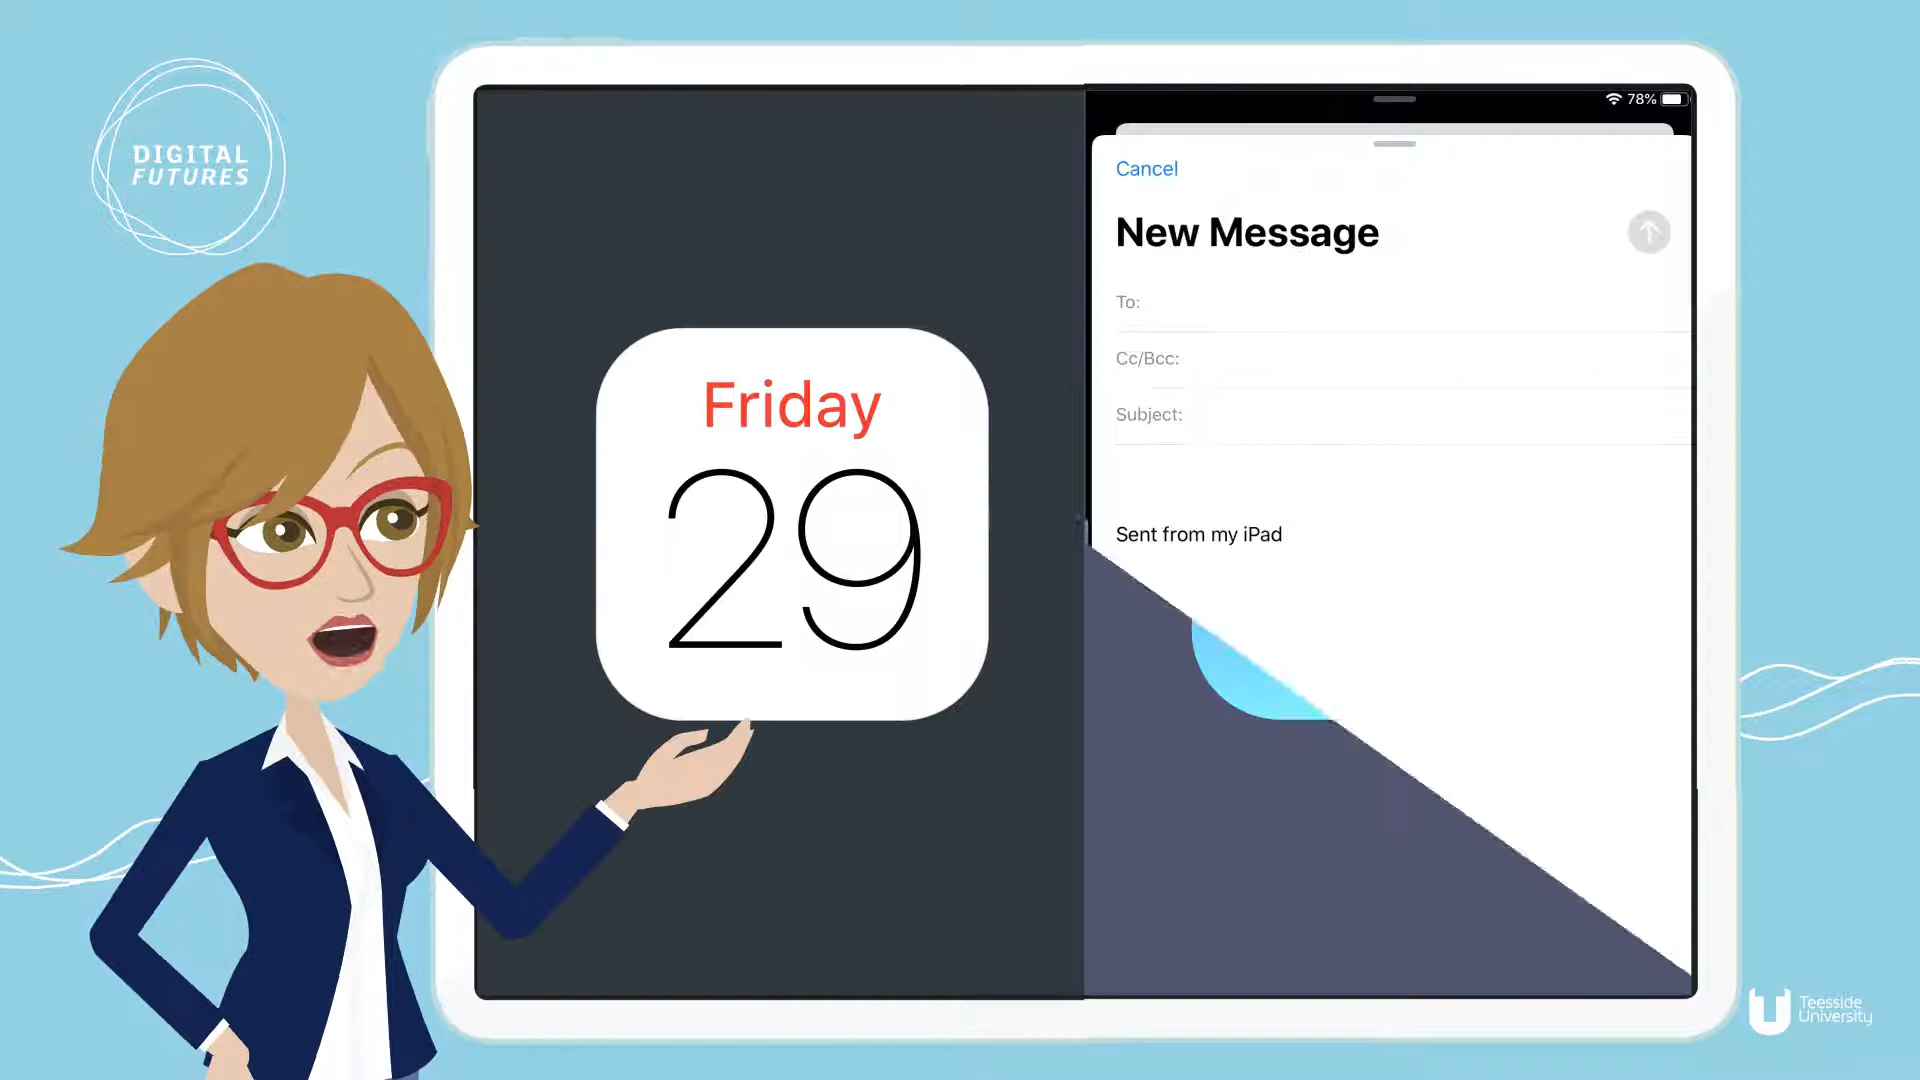 DIGITAL
FUTURES
Friday
29
78%
Cancel
New Message
To:
Cc/Bcc:
Subject:
Sent from my iPad
Teesside
University